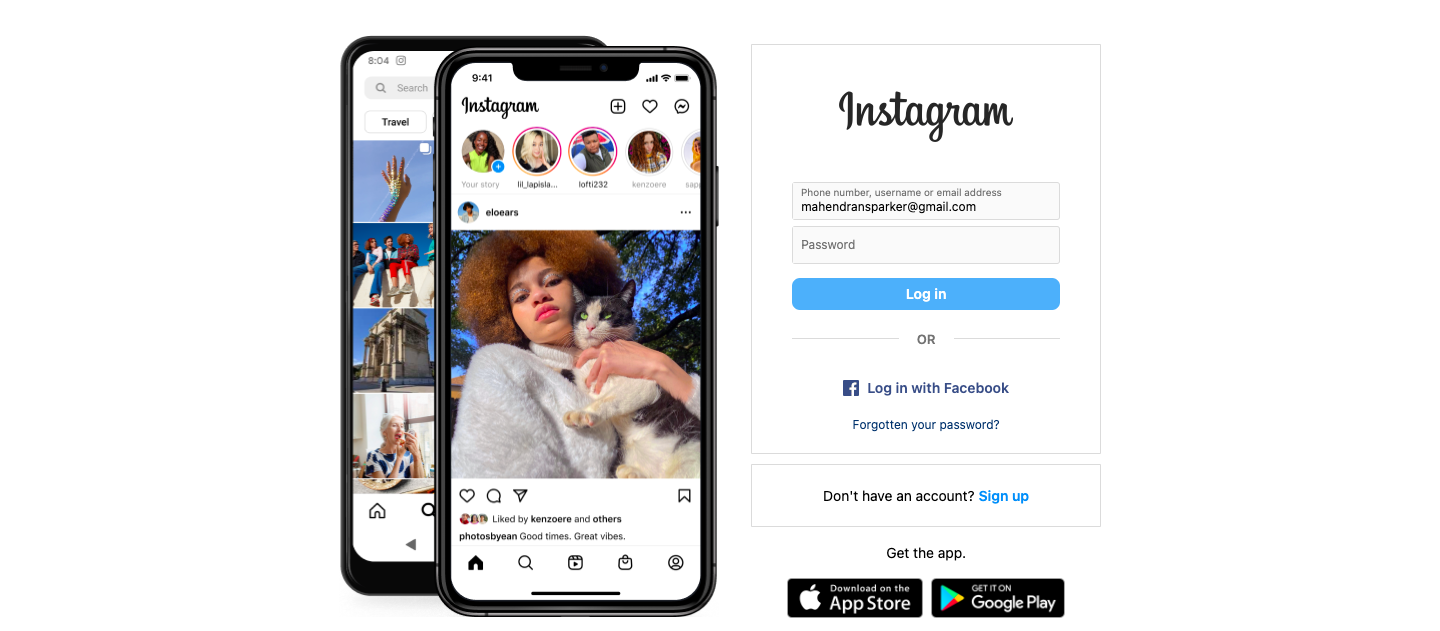 8:04
Search
Travel
9:41
Instagram
Your story
lil_lapisla...
lofti232
kenzoere
sapp
eloears
Liked by kenzoere and others
photosbyean Good times. Great vibes.
Instagram
Phone number, username or email address
mahendransparker@gmail.com
Password
Log in
OR
Log in with Facebook
Forgotten your password?
Don't have an account? Sign up
Get the app.
Download on the
App Store
GET IT ON
Google Play